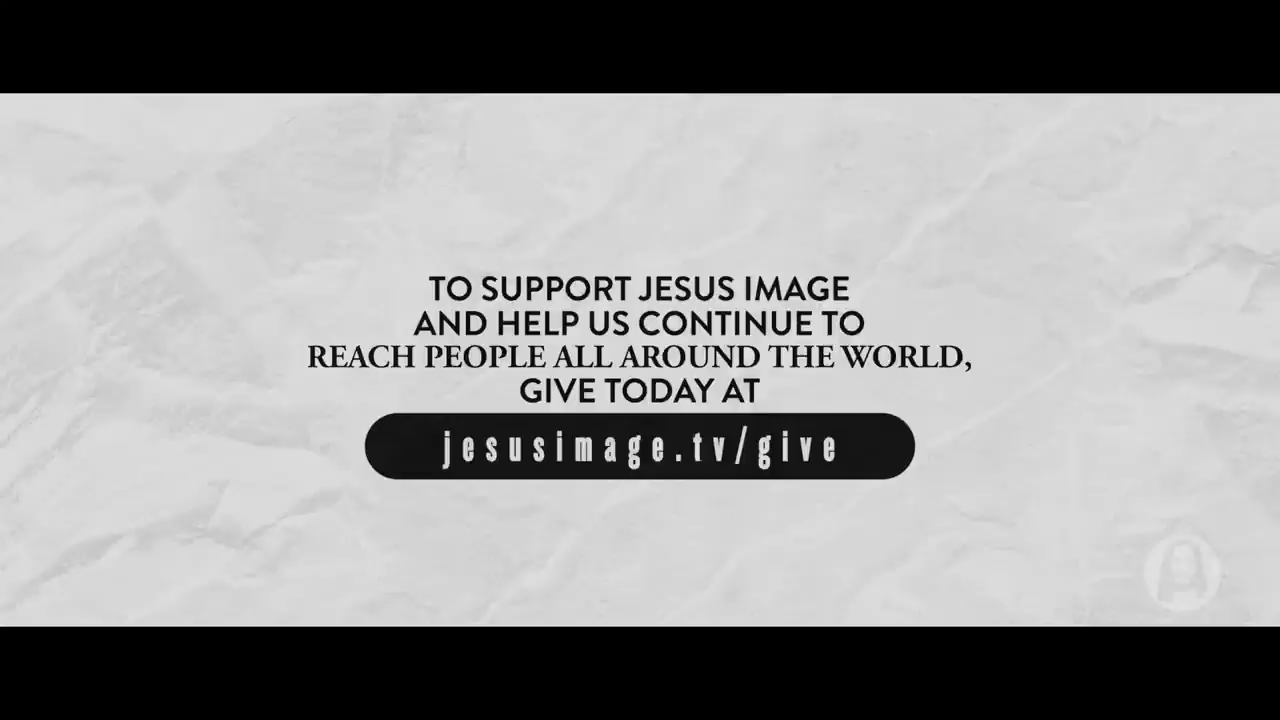 TO SUPPORT JESUS IMAGE
AND HELP US CONTINUE TO
REACH PEOPLE ALL AROUND THE WORLD,
GIVE TODAY AT
jesusimage.tv/give